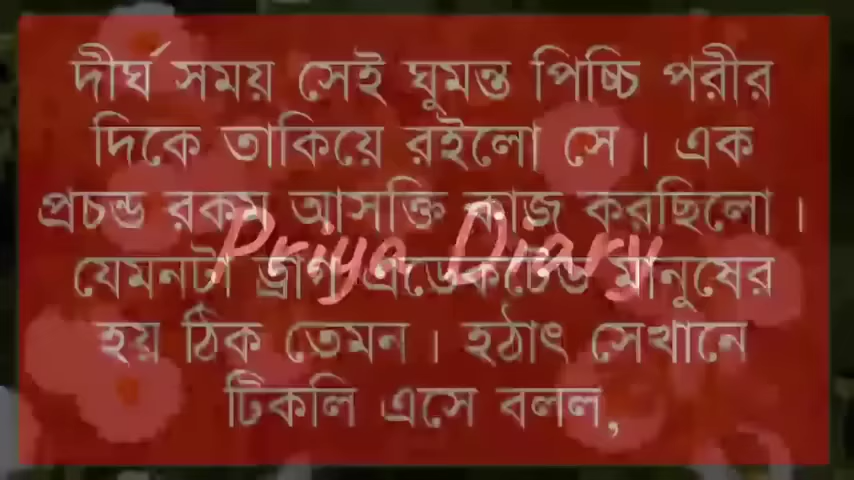 দীর্ঘ সময় সেই ঘুমন্ত পিচ্চি পরীর
দিকে তাকিয়ে রইলো সে। এক
প্রচন্ড রকম আসক্তি কাজ করছিলো।
Priya Diary
যেমনটা ড্রাগ এডেকটেড মানুষের
হয় ঠিক তেমন। হঠাৎ সেখানে
টিকলি এসে বলল,